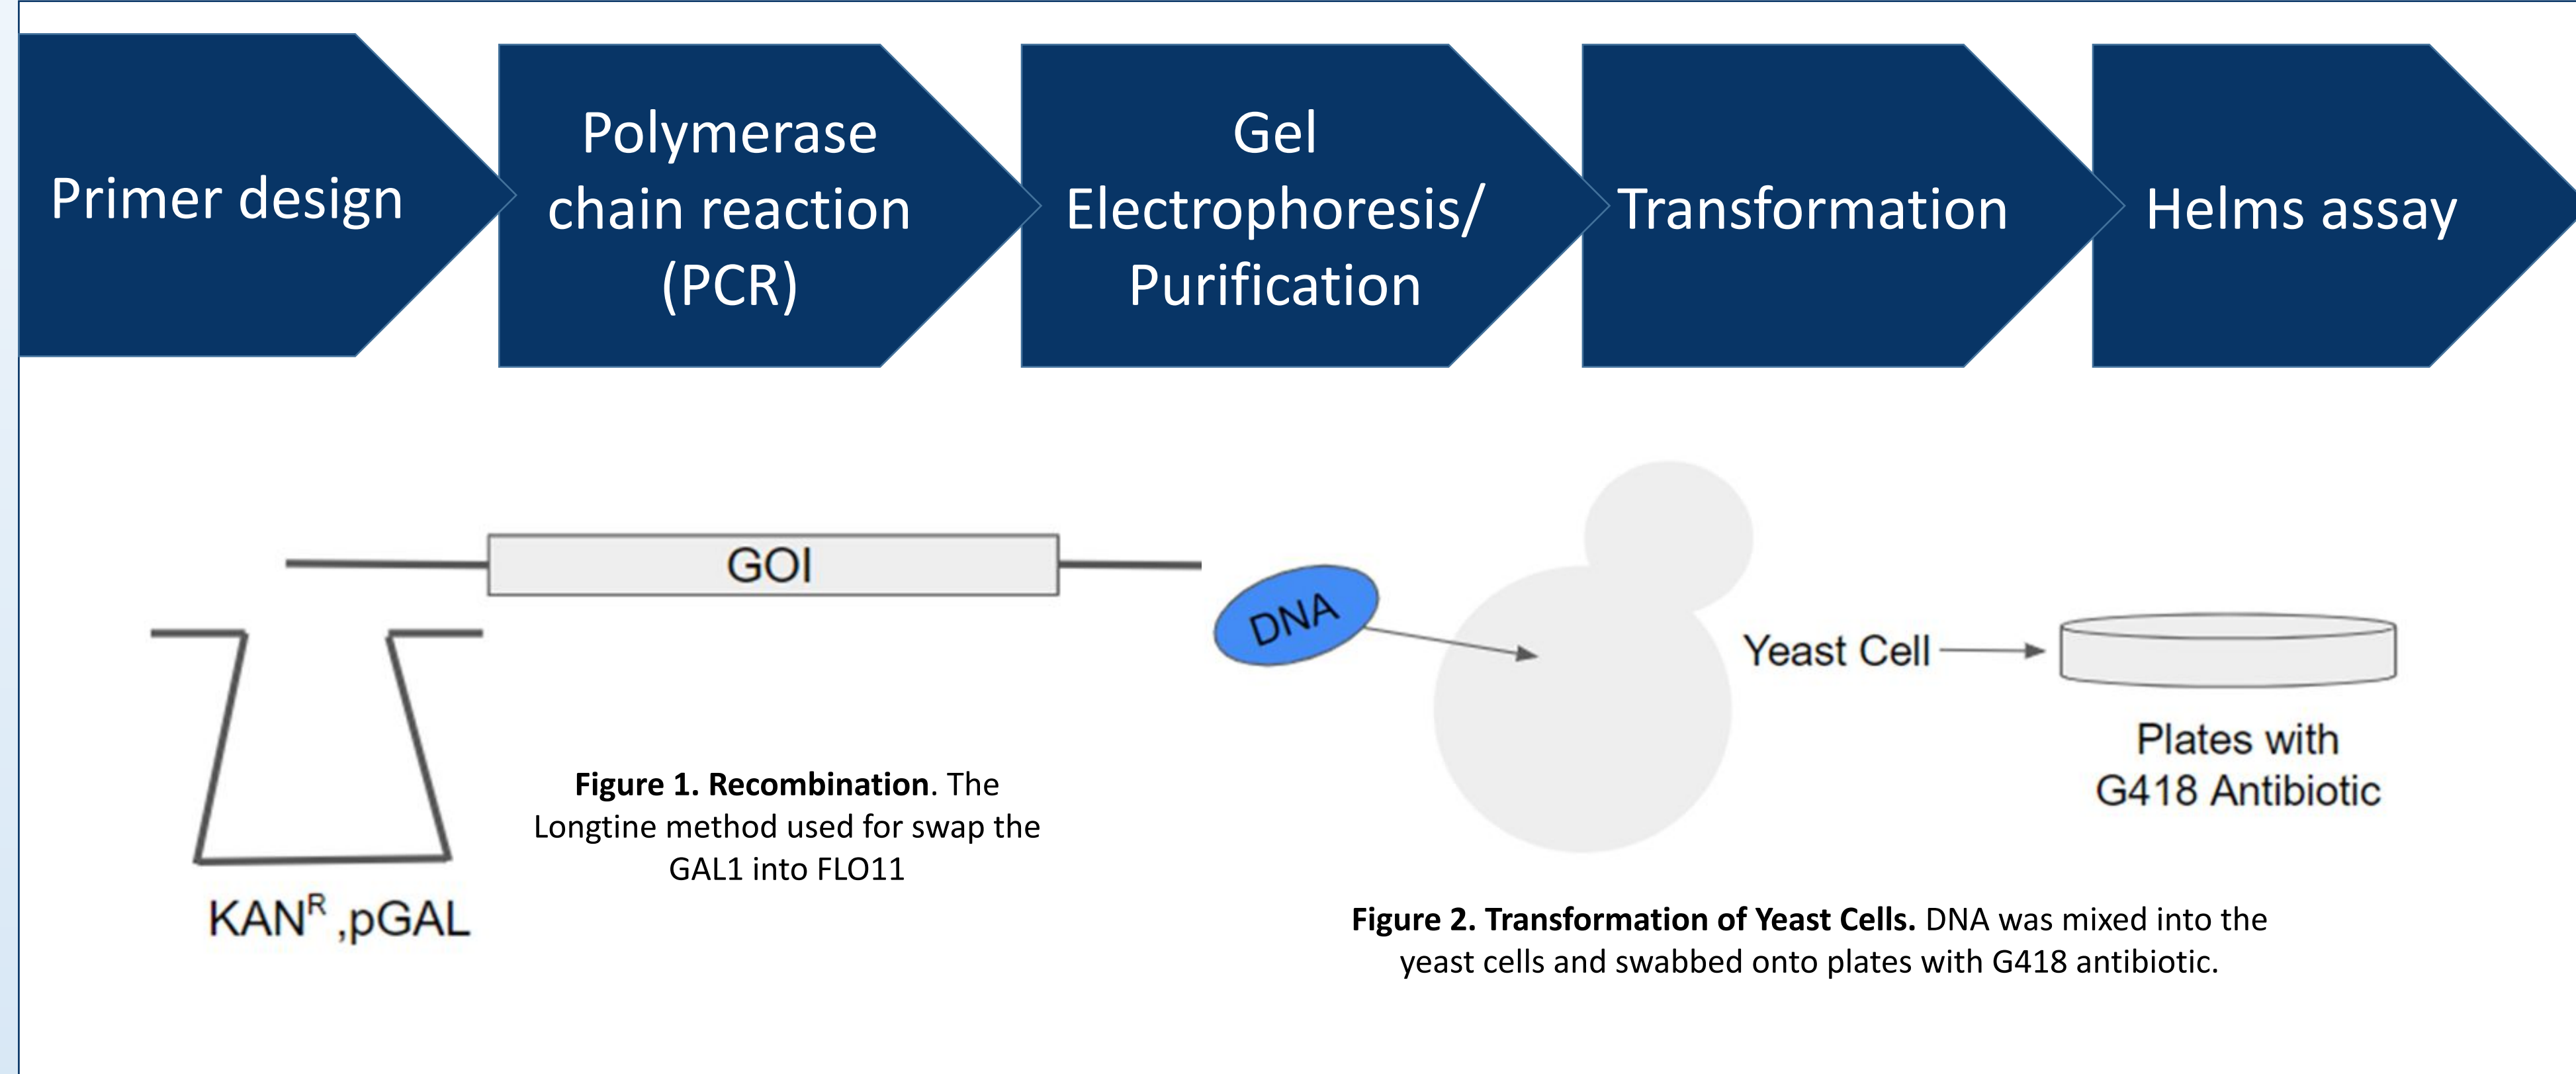 Primer design
Polymerase
chain reaction
(PCR)
Gel
Electrophoresis/
Purification
Transformation
Helms assay
GOI
KANᴿ ,pGAL
Figure 1. Recombination. The
Longtine method used for swap the
GAL1 into FLO11
DNA
Yeast Cell
Plates with
G418 Antibiotic
Figure 2. Transformation of Yeast Cells. DNA was mixed into the
yeast cells and swabbed onto plates with G418 antibiotic.